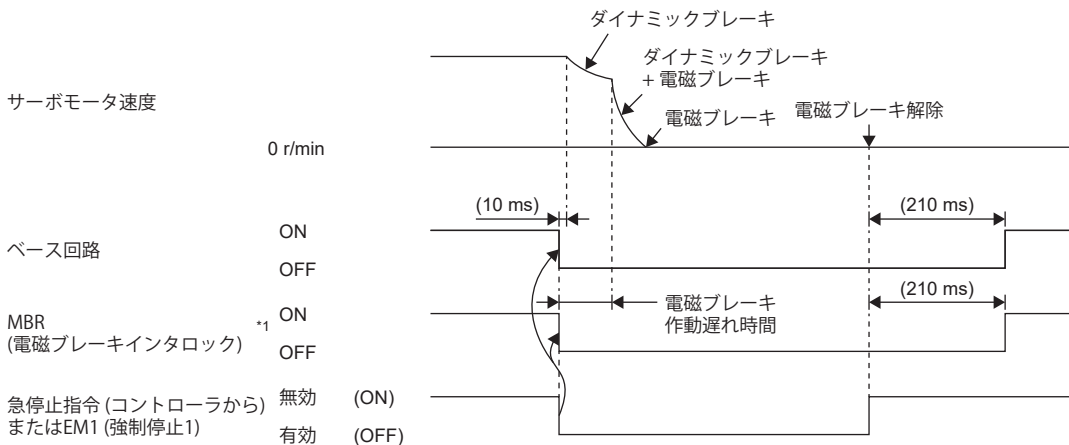 ダイナミックブレーキ
ダイナミックブレーキ
+ 電磁ブレーキ
サーボモータ速度
電磁ブレーキ
電磁ブレーキ解除
0 r/min
(10 ms)
(210 ms)
ベース回路
ON
OFF
(210 ms)
MBR
(電磁ブレーキインタロック)
*1
ON
OFF
電磁ブレーキ
作動遅れ時間
急停止指令 (コントローラから)
またはEM1 (強制停止1)
無効 (ON)
有効 (OFF)